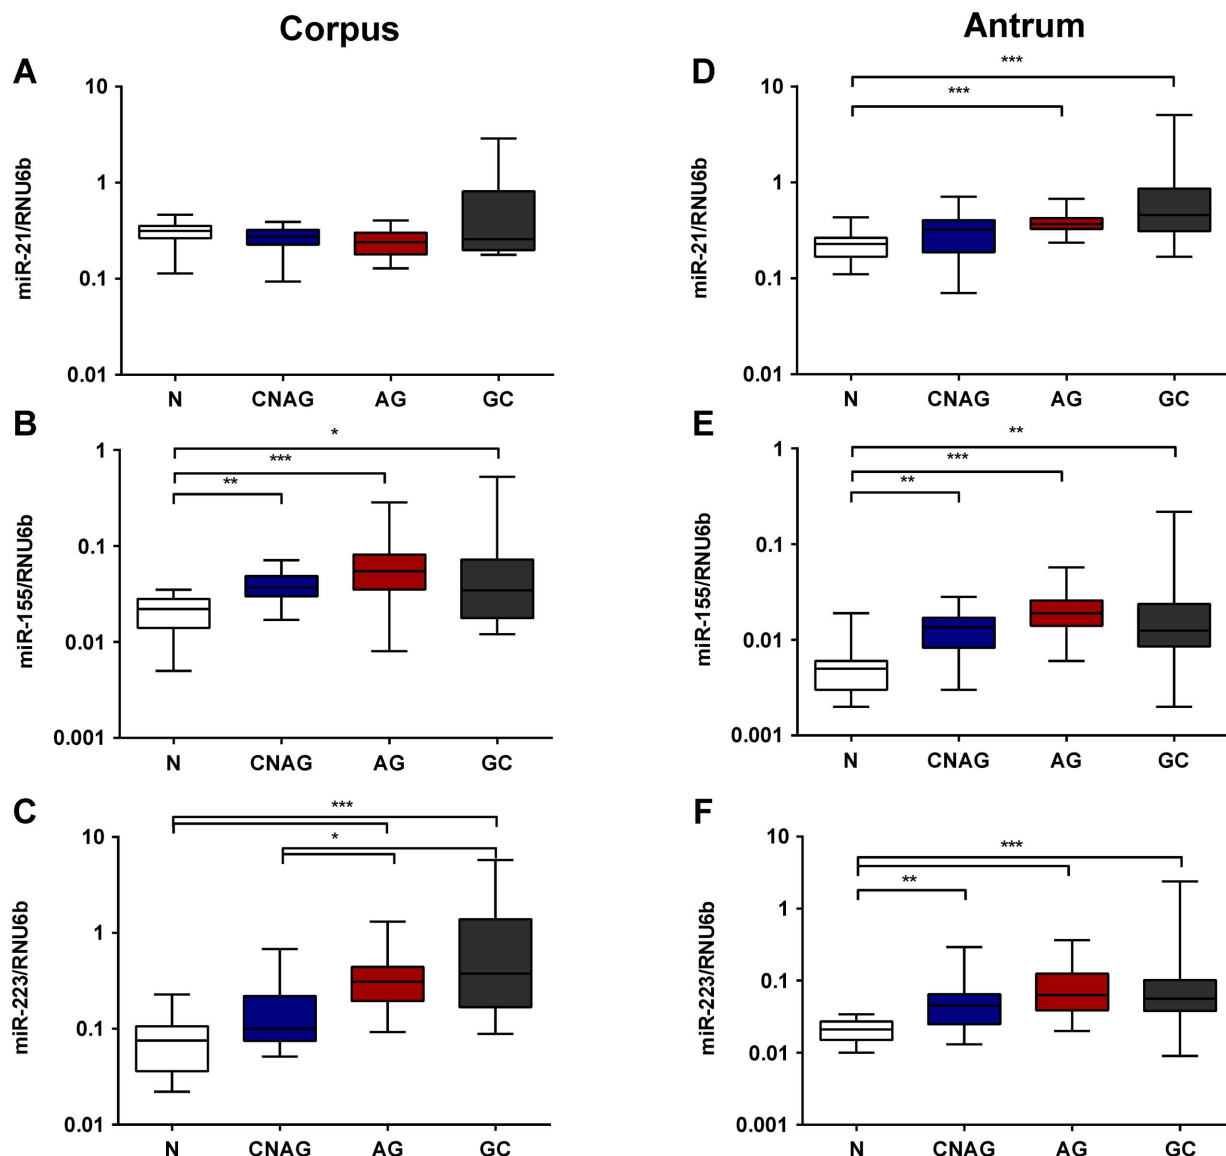 Corpus
Antrum
A
miR-21/RNU6b
10
1
0.1
0.01
N CNAG AG GC
D
***
***
miR-21/RNU6b
10
1
0.1
0.01
N CNAG AG GC
B
*
***
**
miR-155/RNU6b
1
0.1
0.01
0.001
N CNAG AG GC
E
**
***
**
miR-155/RNU6b
1
0.1
0.01
0.001
N CNAG AG GC
C
***
*
miR-223/RNU6b
10
1
0.1
0.01
N CNAG AG GC
F
***
**
miR-223/RNU6b
10
1
0.1
0.01
0.001
N CNAG AG GC